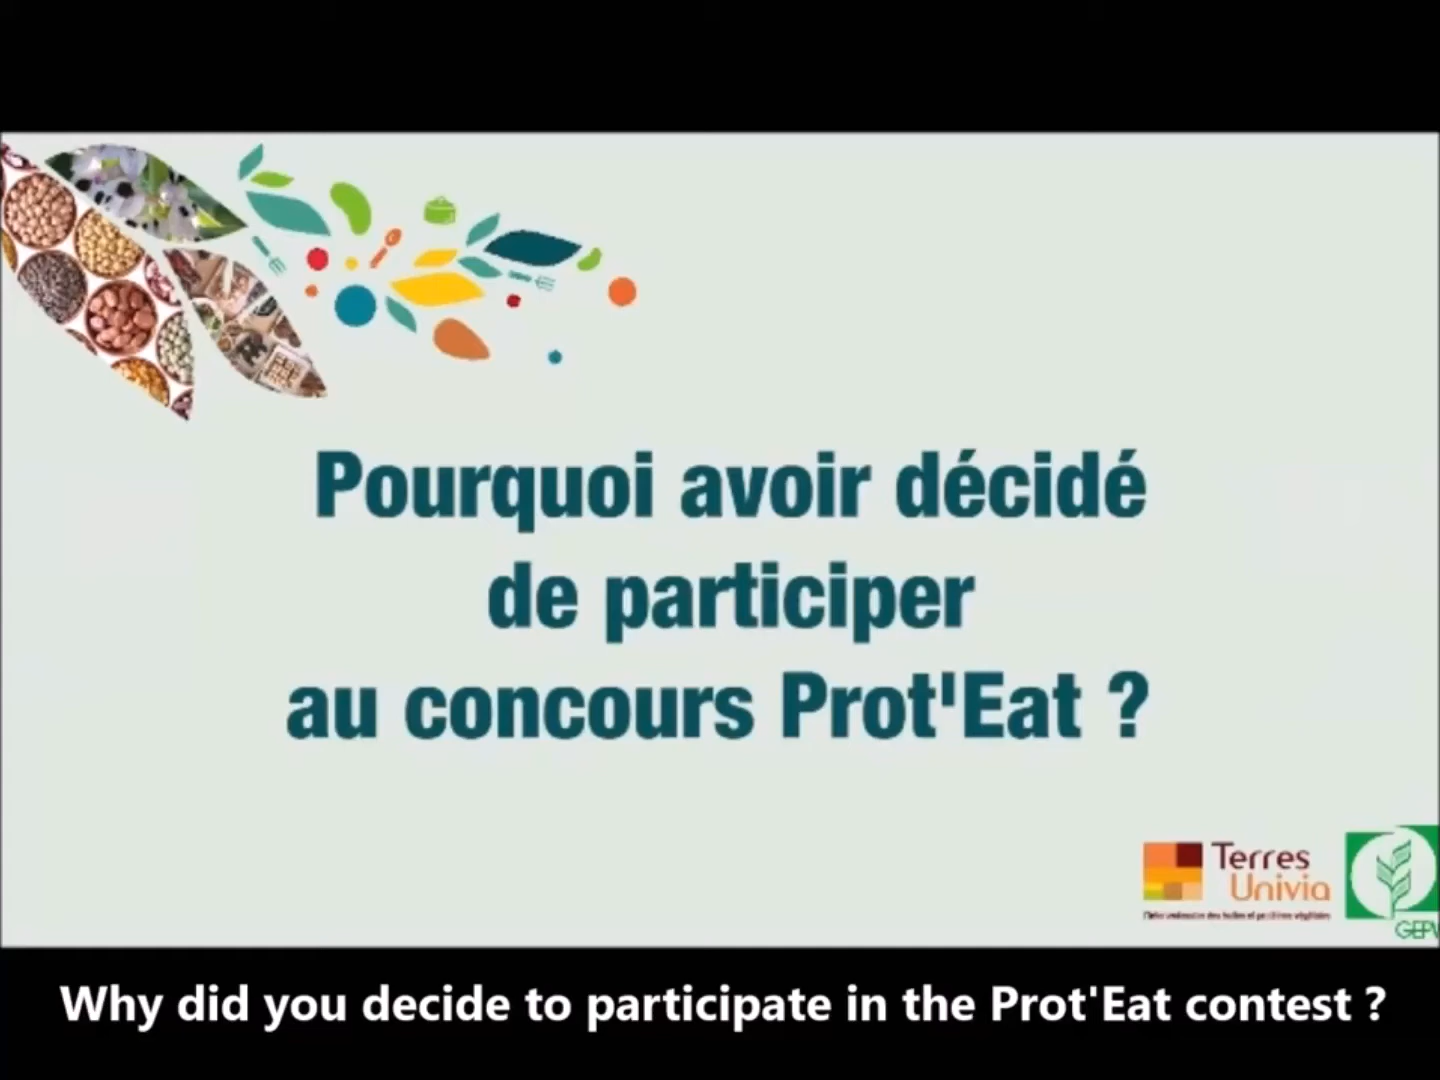 Pourquoi avoir décidé
de participer
au concours Prot'Eat ?
Terres
Univia
GEPV
Why did you decide to participate in the Prot'Eat contest ?